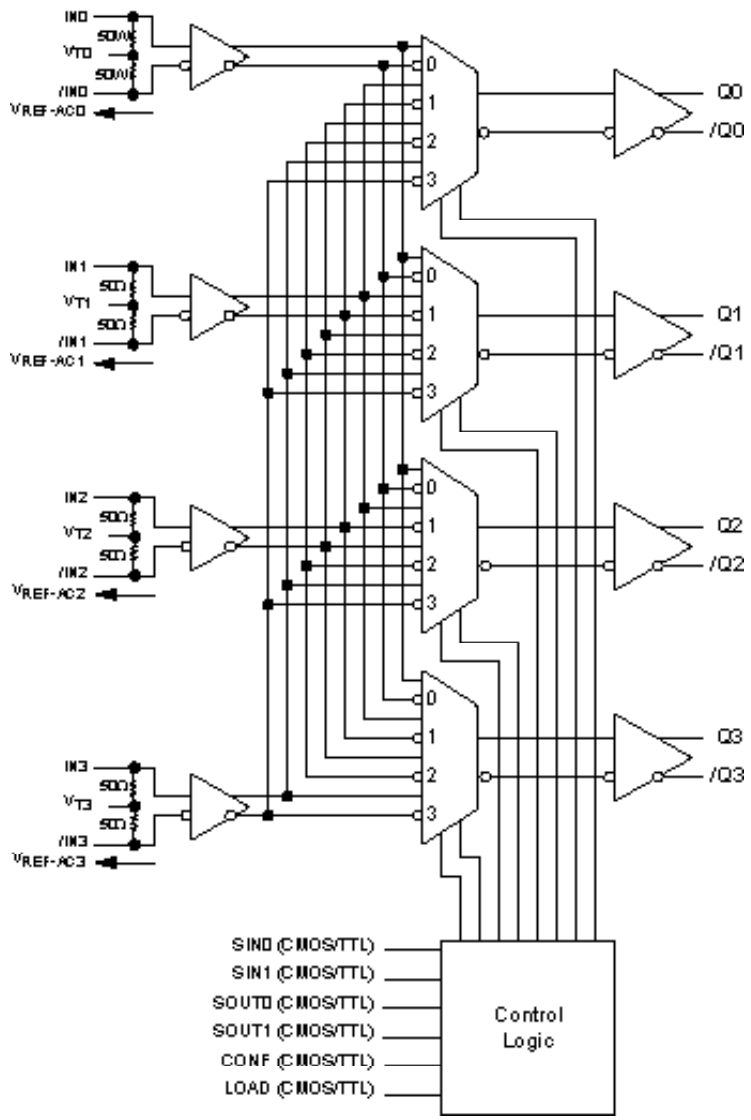 IN0
50W
VT0
50W
/IN0
VREF-AC0
0
1
2
3
Q0
/Q0
IN1
50Ω
VT1
50Ω
/IN1
VREF-AC1
0
1
2
3
Q1
/Q1
IN2
50Ω
VT2
50Ω
/IN2
VREF-AC2
0
1
2
3
Q2
/Q2
IN3
50Ω
VT3
50Ω
/IN3
VREF-AC3
0
1
2
3
Q3
/Q3
SIN0 (CMOS/TTL)
SIN1 (CMOS/TTL)
SOUT0 (CMOS/TTL)
SOUT1 (CMOS/TTL)
CONF (CMOS/TTL)
LOAD (CMOS/TTL)
Control
Logic